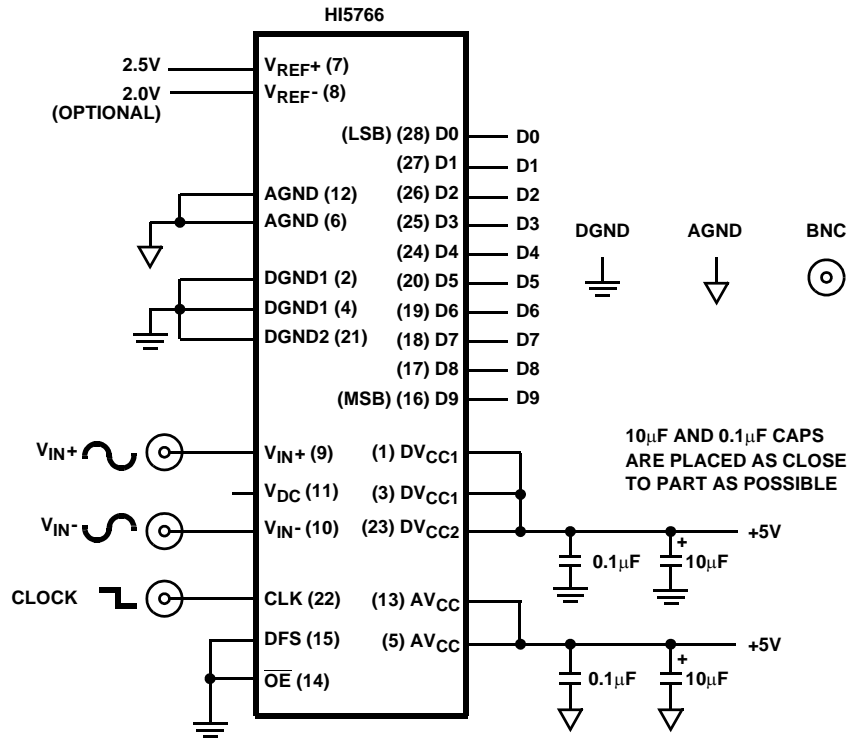 HI5766
2.5V
VREF+ (7)
2.0V
(OPTIONAL)
VREF- (8)
(LSB) (28) D0
D0
(27) D1
D1
AGND (12)
(26) D2
D2
AGND (6)
(25) D3
D3
(24) D4
D4
DGND1 (2)
(20) D5
D5
DGND1 (4)
(19) D6
D6
DGND2 (21)
(18) D7
D7
(17) D8
D8
(MSB) (16) D9
D9
DGND
AGND
BNC
10µF AND 0.1µF CAPS
ARE PLACED AS CLOSE
TO PART AS POSSIBLE
VIN+
VIN+ (9)
(1) DVCC1
VDC (11)
(3) DVCC1
VIN-
VIN- (10)
(23) DVCC2
+5V
0.1µF
+
10µF
CLOCK
CLK (22)
(13) AVCC
DFS (15)
(5) AVCC
+5V
OE (14)
0.1µF
+
10µF